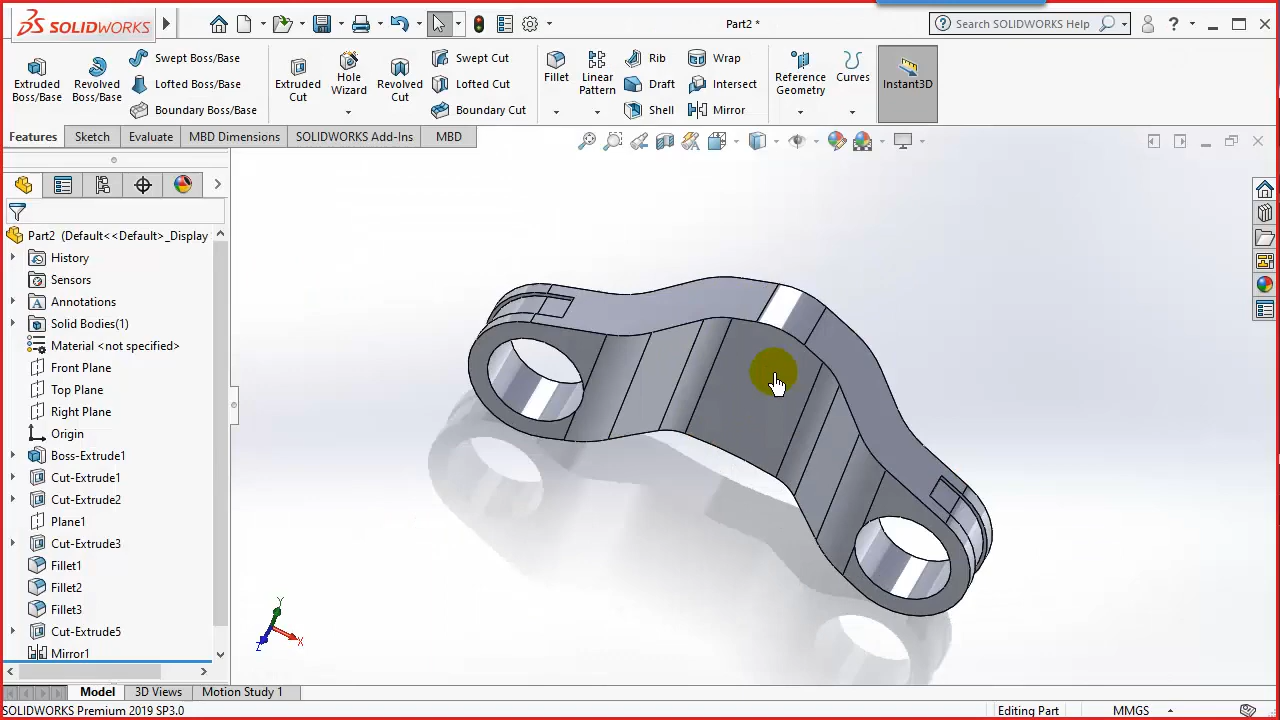 SOLIDWORKS
Part2 *
Search SOLIDWORKS Help
?
Extruded Boss/Base
Revolved Boss/Base
Swept Boss/Base
Lofted Boss/Base
Boundary Boss/Base
Extruded Cut
Hole Wizard
Revolved Cut
Swept Cut
Lofted Cut
Boundary Cut
Fillet
Linear Pattern
Rib
Draft
Shell
Wrap
Intersect
Mirror
Reference Geometry
Curves
Instant3D
Features
Sketch
Evaluate
MBD Dimensions
SOLIDWORKS Add-Ins
MBD
Part2 (Default<<Default>_Display
History
Sensors
Annotations
Solid Bodies(1)
Material <not specified>
Front Plane
Top Plane
Right Plane
Origin
Boss-Extrude1
Cut-Extrude1
Cut-Extrude2
Plane1
Cut-Extrude3
Fillet1
Fillet2
Fillet3
Cut-Extrude5
Mirror1
Y
X
Z
Model
3D Views
Motion Study 1
SOLIDWORKS Premium 2019 SP3.0
Editing Part
MMGS